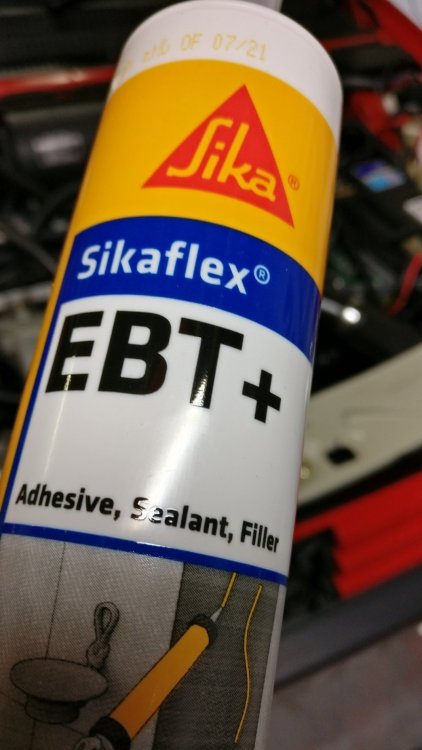 OF 07/21
Sika®
Sikaflex®
EBT+
Adhesive, Sealant, Filler